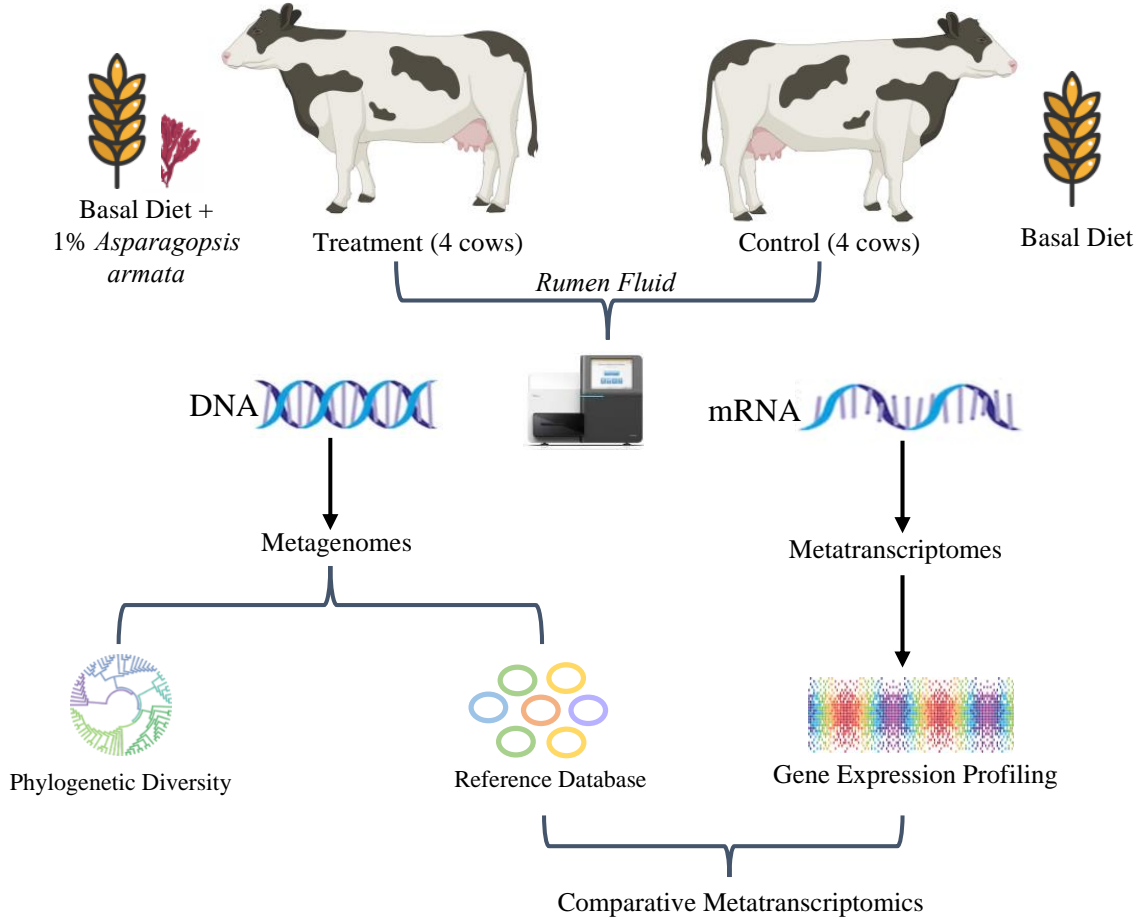 Basal Diet +
1% Asparagopsis
armata
Treatment (4 cows)
Control (4 cows)
Basal Diet
Rumen Fluid
DNA
mRNA
Metagenomes
Metatranscriptomes
Phylogenetic Diversity
Reference Database
Gene Expression Profiling
Comparative Metatranscriptomics